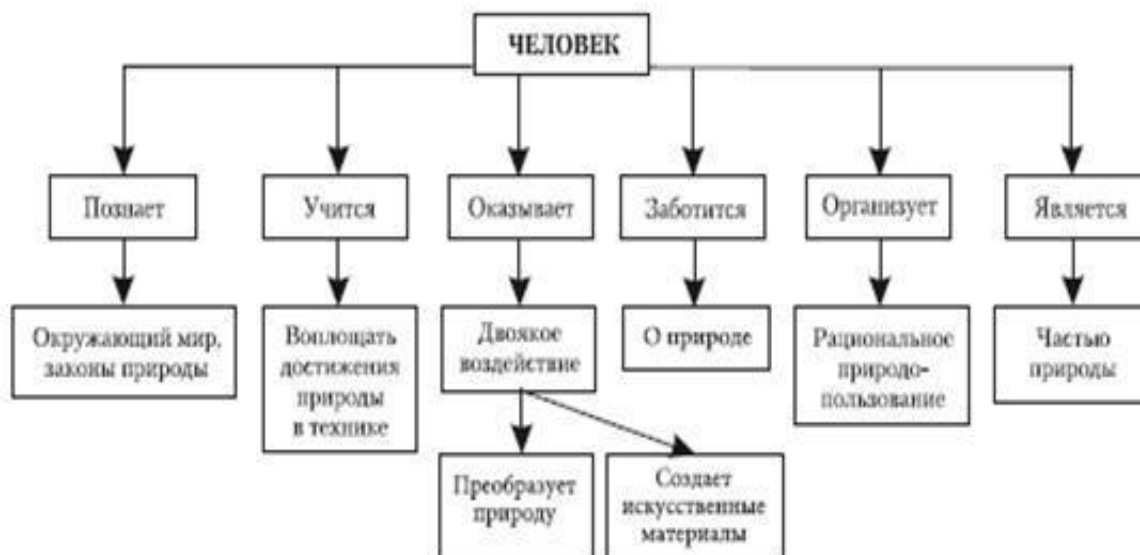 ЧЕЛОВЕК
Познает
Учится
Оказывает
Заботится
Организует
Является
Окружающий мир,
законы природы
Воплощать
достижения
природы
в технике
Двоякое
воздействие
О природе
Рациональное
природо-
пользование
Частью
природы
Преобразует
природу
Создает
искусственные
материалы